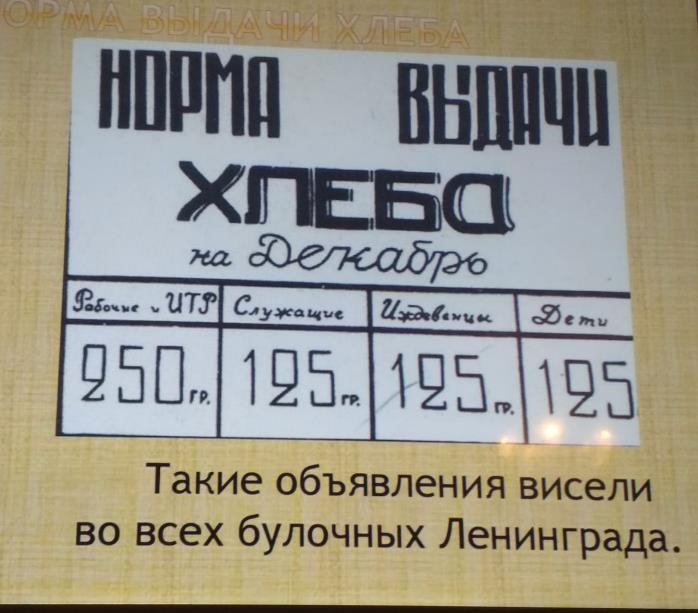 НОРМА ВЫДАЧИ ХЛЕБА
НОРМА ВЫДАЧИ
ХЛЕБА
на Декабрь
Рабочие и ИТР Служащие Иждевенцы Дети
250 гр. 125 гр. 125 гр. 125
Такие объявления висели
во всех булочных Ленинграда.